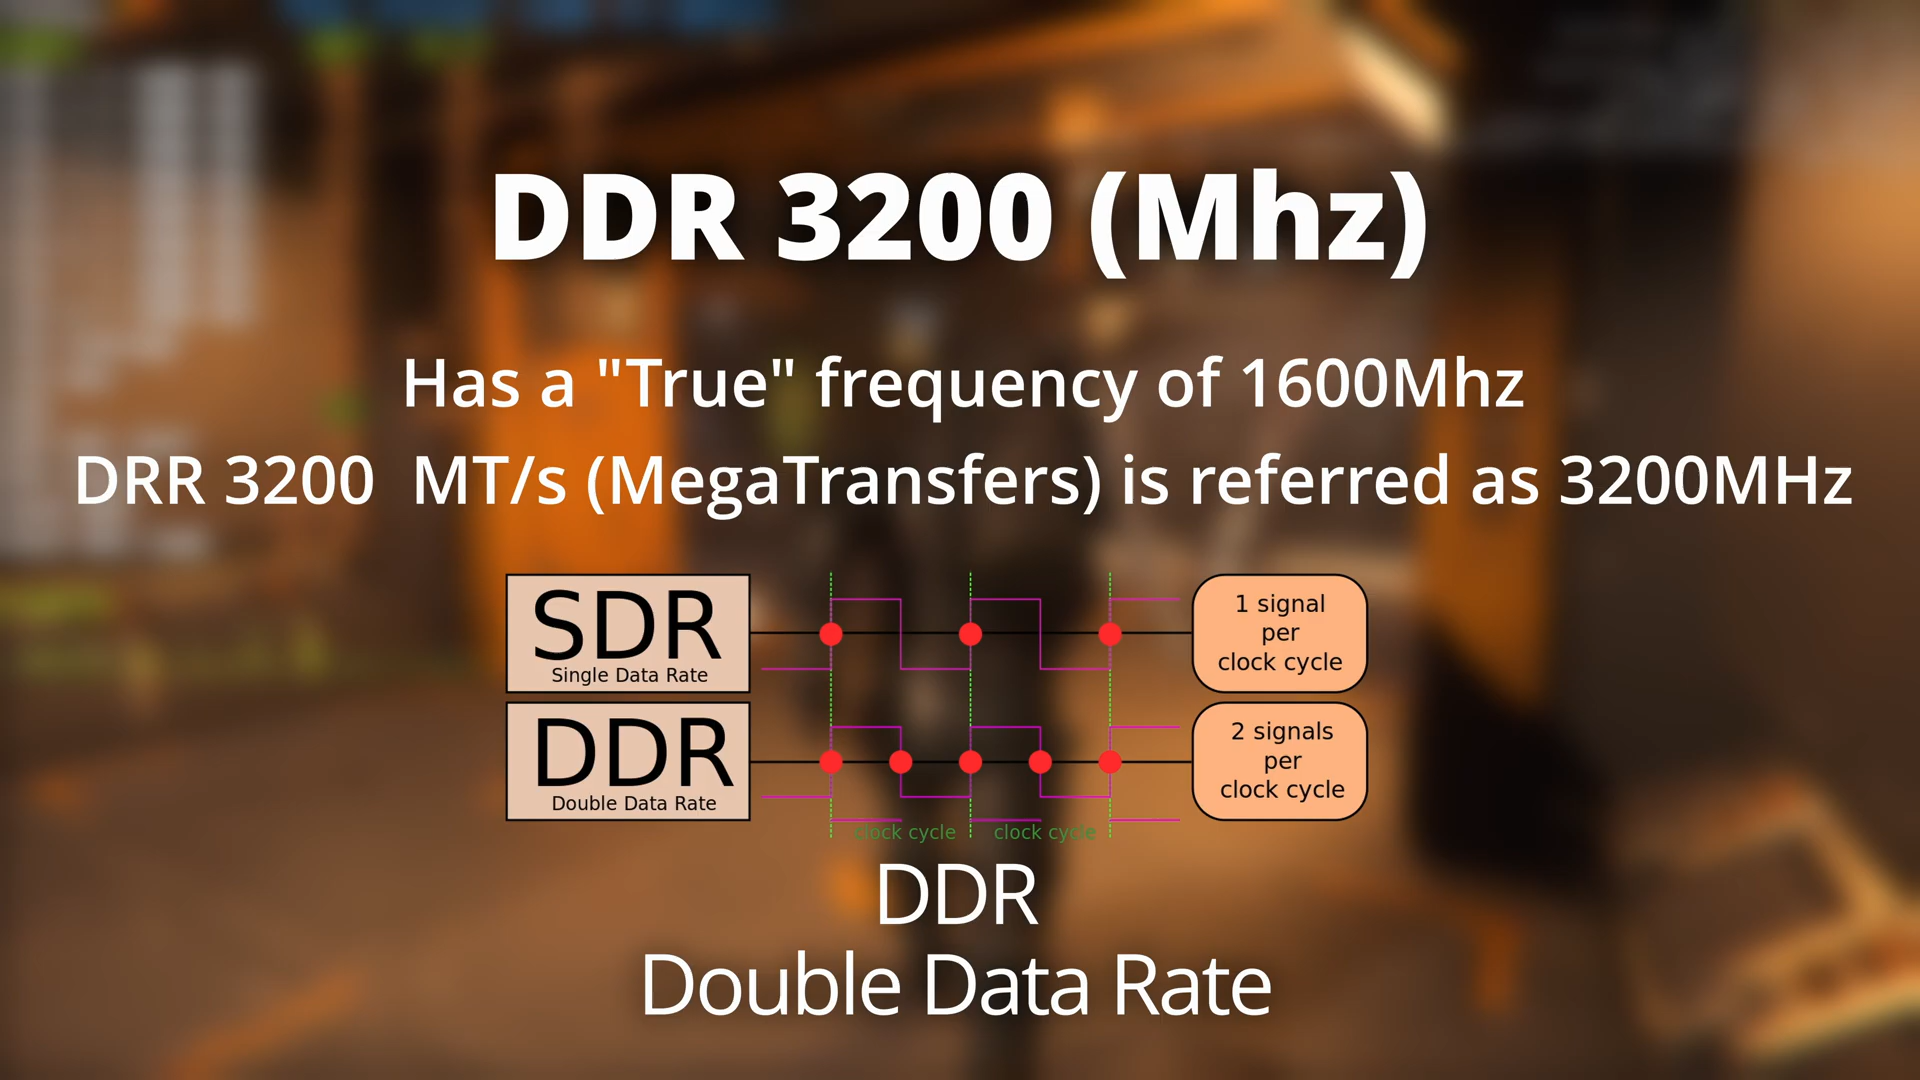 DDR 3200 (Mhz)
Has a "True" frequency of 1600Mhz
DRR 3200  MT/s (MegaTransfers) is referred as 3200MHz
SDR
Single Data Rate
1 signal
per
clock cycle
DDR
Double Data Rate
2 signals
per
clock cycle
clock cycle clock cycle
DDR
Double Data Rate